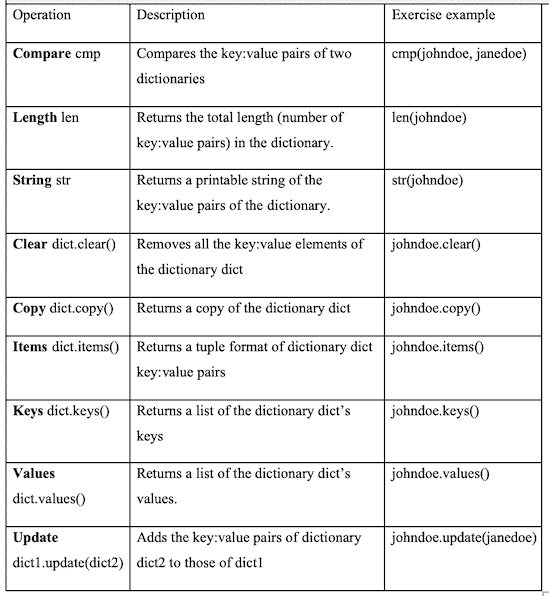 Operation Description Exercise example
Compare cmp Compares the key:value pairs of two cmp(johndoe, janedoe)
dictionaries
Length len Returns the total length (number of len(johndoe)
key:value pairs) in the dictionary.
String str Returns a printable string of the str(johndoe)
key:value pairs of the dictionary.
Clear dict.clear() Removes all the key:value elements of johndoe.clear()
the dictionary dict
Copy dict.copy() Returns a copy of the dictionary dict johndoe.copy()
Items dict.items() Returns a tuple format of dictionary dict johndoe.items()
key:value pairs
Keys dict.keys() Returns a list of the dictionary dict’s johndoe.keys()
keys
Values Returns a list of the dictionary dict’s johndoe.values()
dict.values() values.
Update Adds the key:value pairs of dictionary johndoe.update(janedoe)
dict1.update(dict2) dict2 to those of dict1